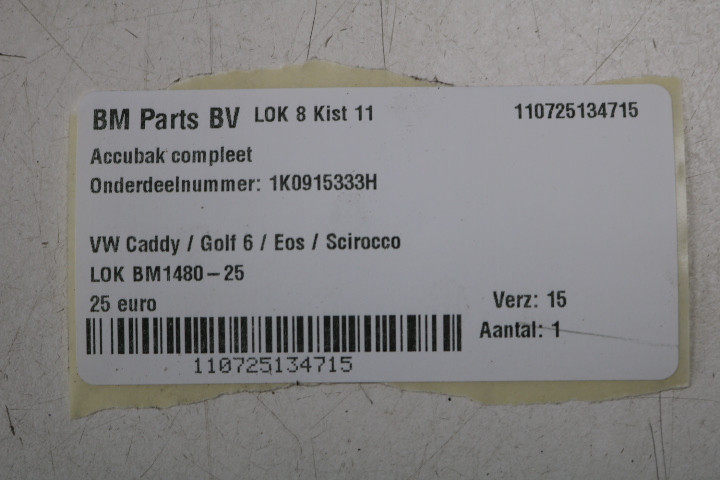 BM Parts BV LOK 8 Kist 11 110725134715
Accubak compleet
Onderdeelnummer: 1K0915333H
VW Caddy / Golf 6 / Eos / Scirocco
LOK BM1480-25
25 euro Verz: 15
Aantal: 1
110725134715